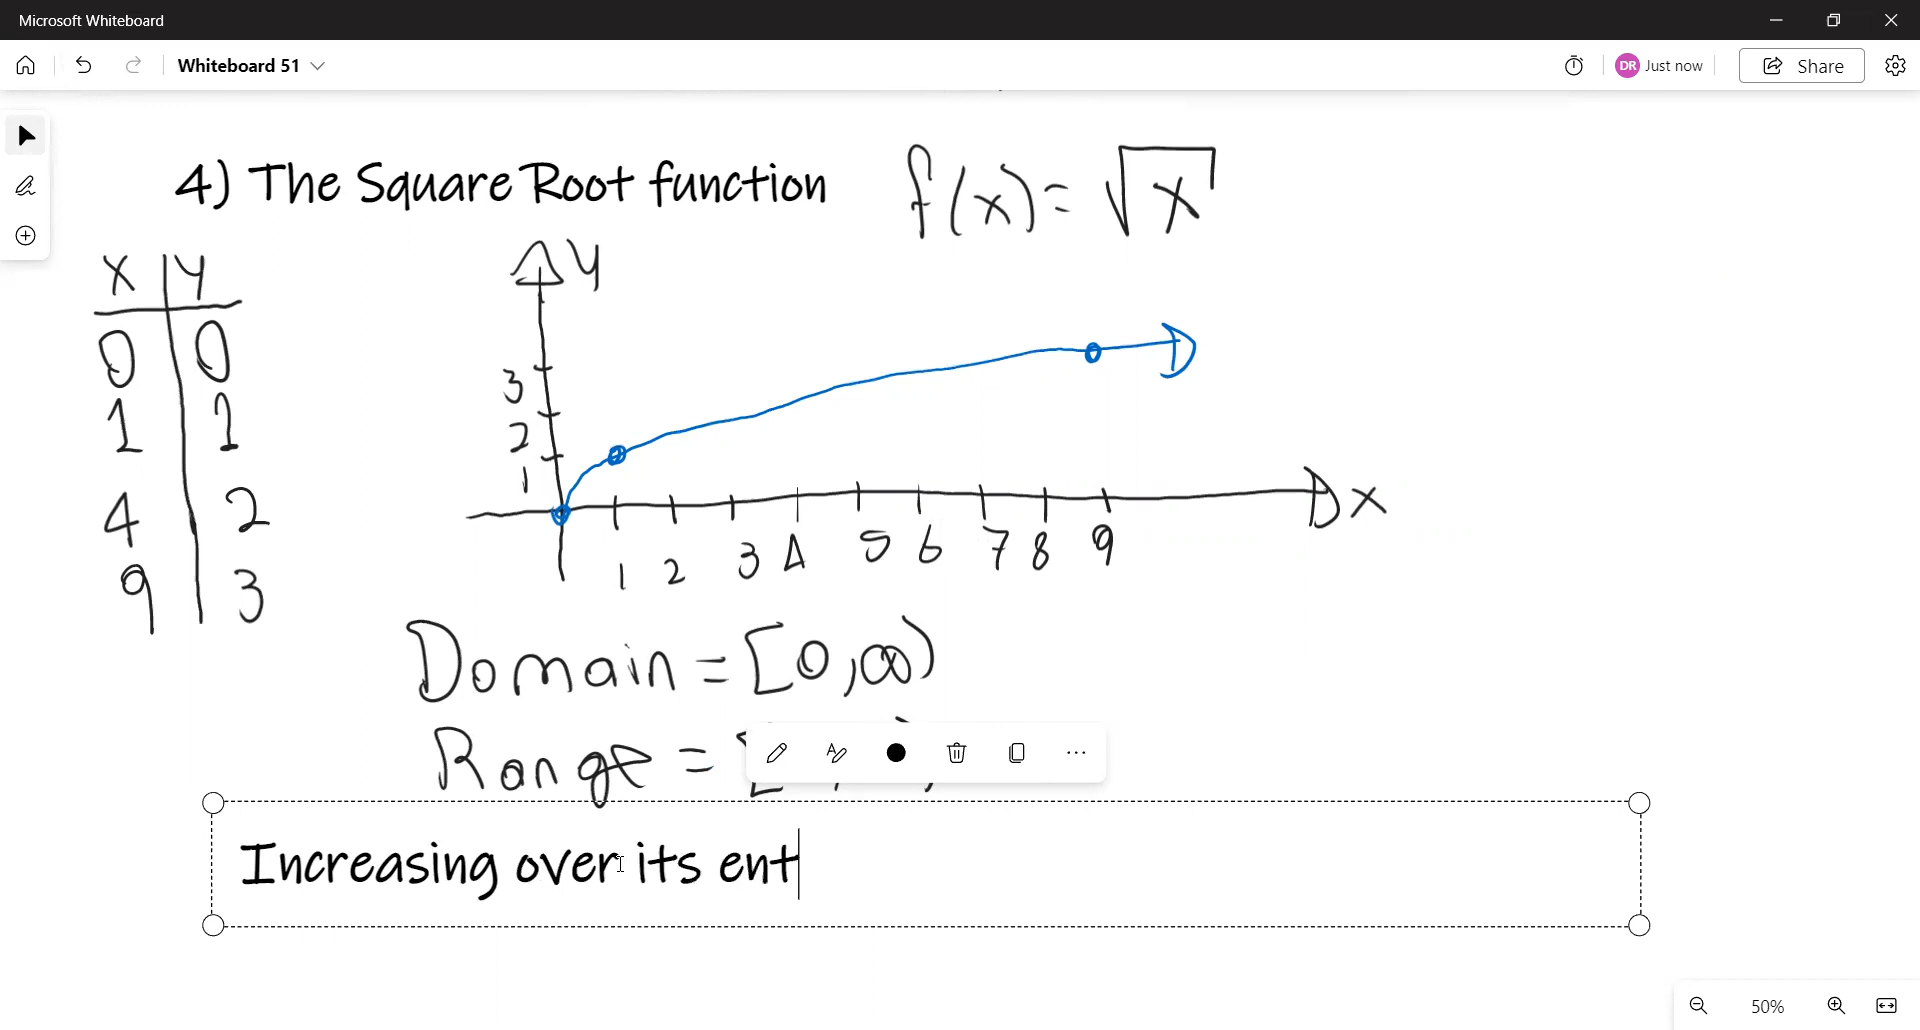 Microsoft Whiteboard
Whiteboard 51
DR Just now
Share
4) The Square Root function f(x) = √x
x y
0 0
1 1
4 2
9 3
y
3
2
1
x
1 2 3 4 5 6 7 8 9
Domain = [0,∞)
Range = [
Increasing over its ent
50%